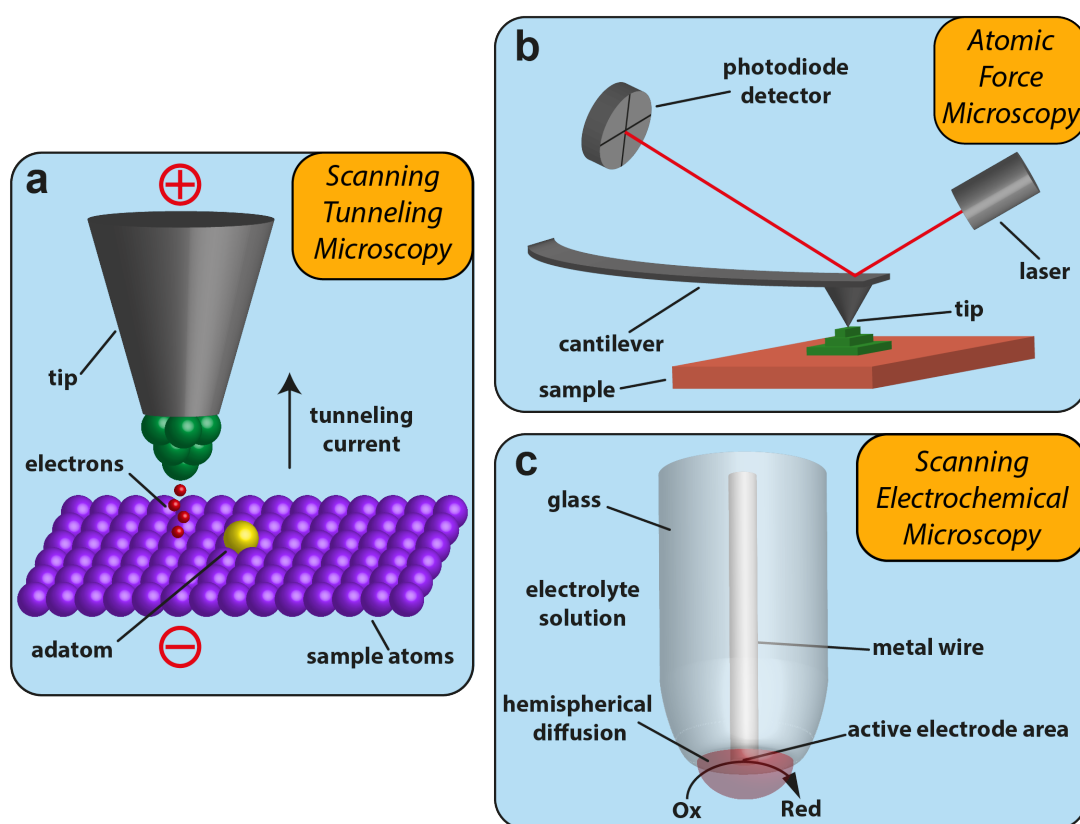 a
Scanning
Tunneling
Microscopy
tip
tunneling
current
electrons
adatom
sample atoms
b
Atomic
Force
Microscopy
photodiode
detector
laser
tip
cantilever
sample
c
Scanning
Electrochemical
Microscopy
glass
electrolyte
solution
metal wire
hemispherical
diffusion
active electrode area
Ox
Red